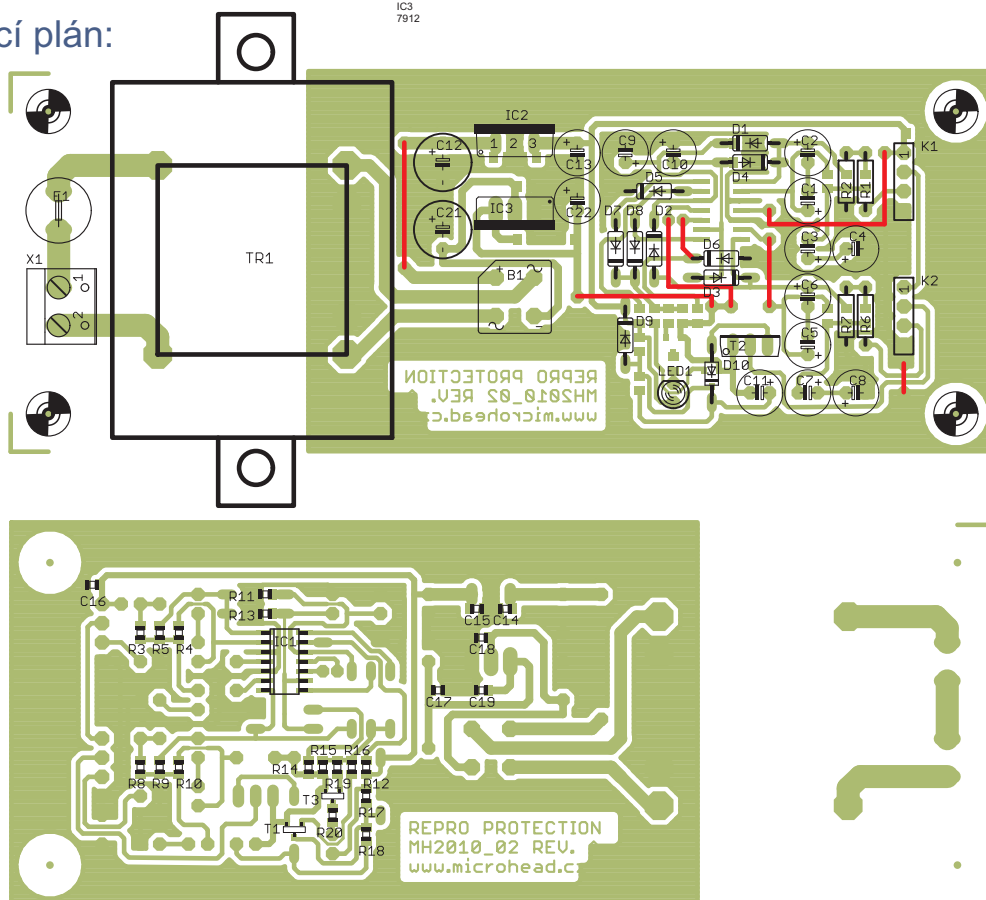 IC3
7912
cí plán:
IC2
1 2 3
C12
C13
C9
C10
D1
D4
C2
K1
1
D5
C1
R2
R1
F1
IC3
C22
C21
D7
D8
D2
C3
C4
X1
1
2
TR1
B1
D6
D3
C6
K2
1
D9
T2
C5
R7
R6
D10
LED1
C11
C7
C8
REPRO PROTECTION
MH2010_02 REV.
www.microhead.c
C16
R11
R13
C15
C14
R3
R5
R4
IC1
C18
C17
C19
R15
R16
R14
R8
R9
R10
R19
R12
T3
R17
T1
R20
R18
REPRO PROTECTION
MH2010_02 REV.
www.microhead.c